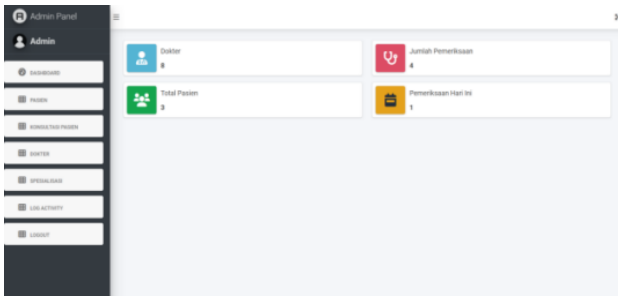 Admin Panel
Admin
DASHBOARD
PASIEN
KONSULTASI PASIEN
DOKTER
SPESIALISASI
LOG ACTIVITY
LOGOUT
Dokter
8
Jumlah Pemeriksaan
4
Total Pasien
3
Pemeriksaan Hari Ini
1